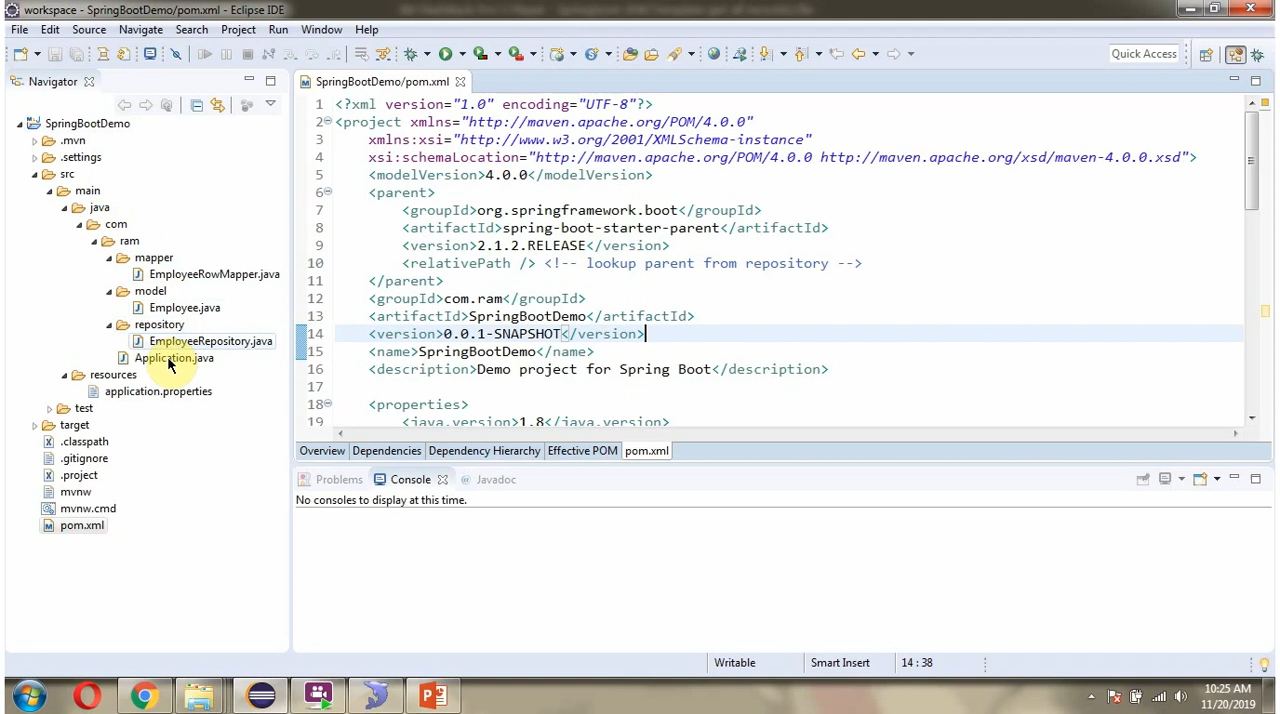 workspace - SpringBootDemo/pom.xml - Eclipse IDE
File Edit Source Navigate Search Project Run Window Help
Quick Access
Navigator
SpringBootDemo
.mvn
.settings
src
main
java
com
ram
mapper
EmployeeRowMapper.java
model
Employee.java
repository
EmployeeRepository.java
Application.java
resources
application.properties
test
target
.classpath
.gitignore
.project
mvnw
mvnw.cmd
pom.xml
SpringBootDemo/pom.xml
1 <?xml version="1.0" encoding="UTF-8"?>
2 <project xmlns="http://maven.apache.org/POM/4.0.0"
3 xmlns:xsi="http://www.w3.org/2001/XMLSchema-instance"
4 xsi:schemaLocation="http://maven.apache.org/POM/4.0.0 http://maven.apache.org/xsd/maven-4.0.0.xsd">
5 <modelVersion>4.0.0</modelVersion>
6 <parent>
7 <groupId>org.springframework.boot</groupId>
8 <artifactId>spring-boot-starter-parent</artifactId>
9 <version>2.1.2.RELEASE</version>
10 <relativePath /> <!-- lookup parent from repository -->
11 </parent>
12 <groupId>com.ram</groupId>
13 <artifactId>SpringBootDemo</artifactId>
14 <version>0.0.1-SNAPSHOT</version>
15 <name>SpringBootDemo</name>
16 <description>Demo project for Spring Boot</description>
17
18 <properties>
19 <java.version>1.8</java.version>
Overview Dependencies Dependency Hierarchy Effective POM pom.xml
Problems Console Javadoc
No consoles to display at this time.
Writable Smart Insert 14 : 38
10:25 AM
11/20/2019